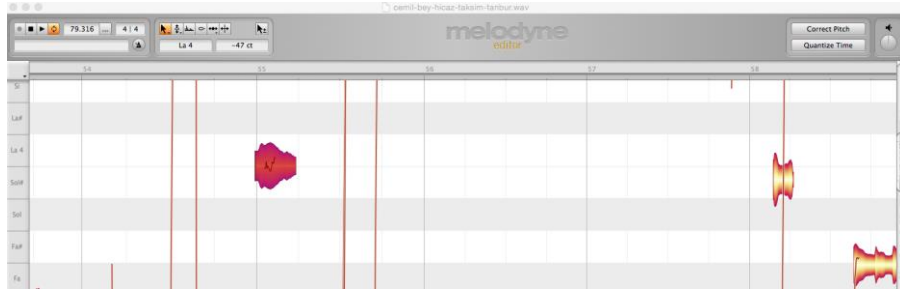 cemil-bey-hicaz-taksim-tanbur.wav
79.316 ... 4:4
La 4 -47 ct
melodyne
editor
Correct Pitch
Quantize Time
54 55 56 57 58
Si
La#
La 4
Sol#
Sol
Fa#
Fa